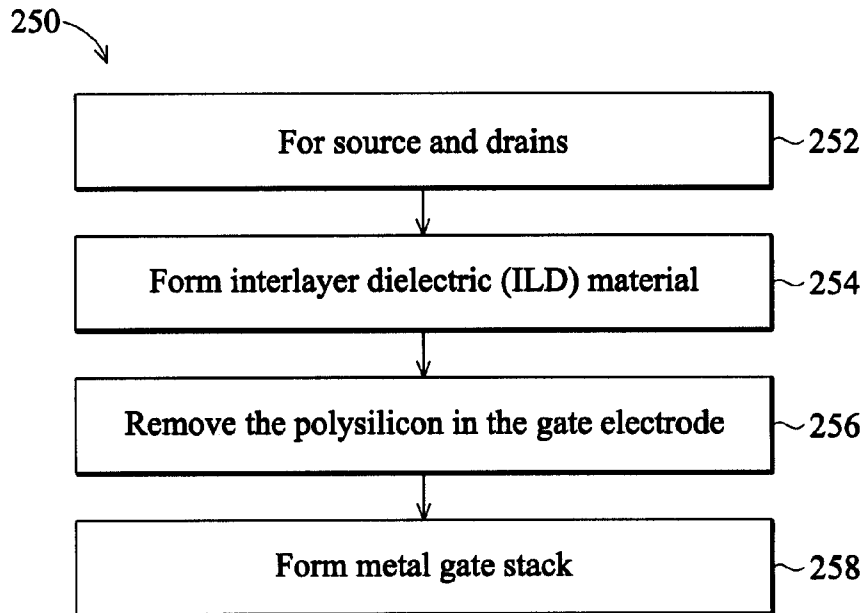 250
For source and drains 252
Form interlayer dielectric (ILD) material 254
Remove the polysilicon in the gate electrode 256
Form metal gate stack 258